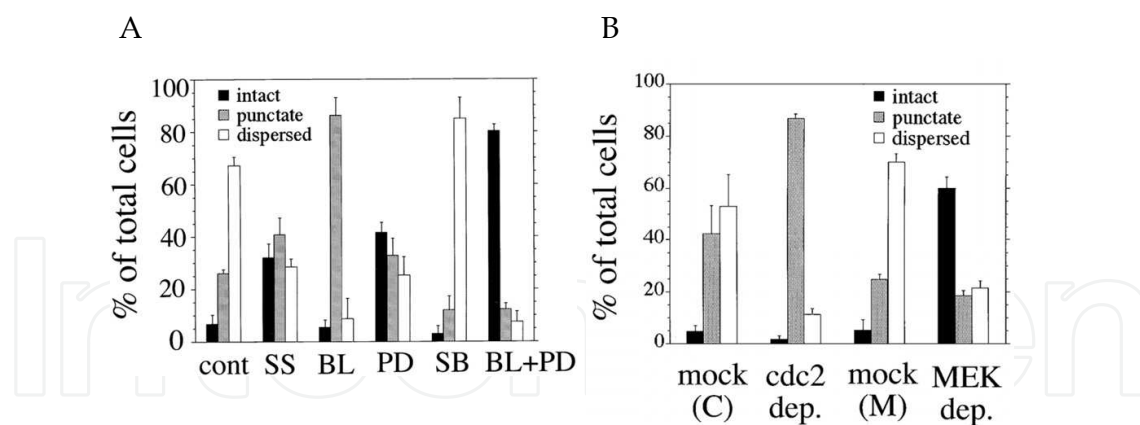 A
B
% of total cells
100
80
60
40
20
0
intact
punctate
dispersed
cont SS BL PD SB BL+PD
% of total cells
100
80
60
40
20
0
intact
punctate
dispersed
mock (C)
cdc2 dep.
mock (M)
MEK dep.